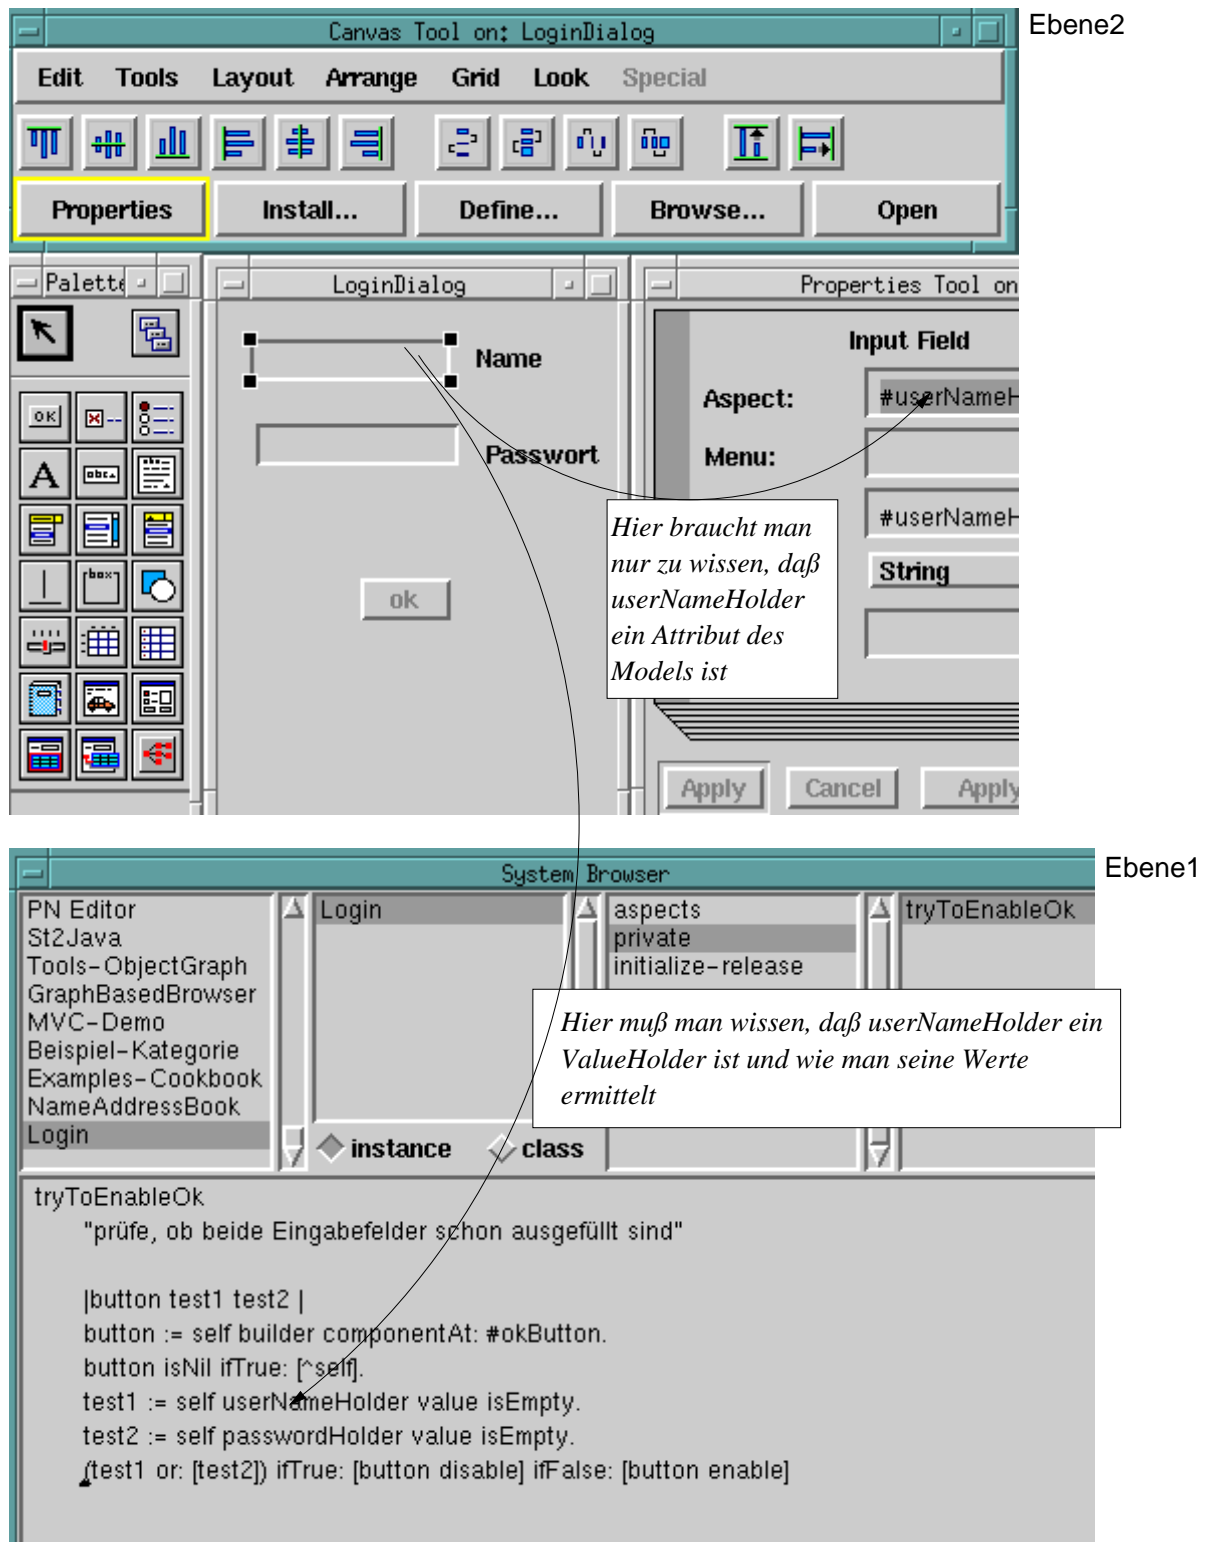 Canvas Tool on: LoginDialog
Ebene2
Edit Tools Layout Arrange Grid Look Special
Properties Install... Define... Browse... Open
Palette
LoginDialog
Properties Tool on
Input Field
Name
Aspect: #userNameH
Passwort
Menu:
#userNameH
String
OK
A
abc
box
ok
Hier braucht man
nur zu wissen, daß
userNameHolder
ein Attribut des
Models ist
Apply Cancel Apply
System Browser
Ebene1
PN Editor
St2Java
Tools-ObjectGraph
GraphBasedBrowser
MVC-Demo
Beispiel-Kategorie
Examples-Cookbook
NameAddressBook
Login
Login
instance class
aspects
private
initialize-release
tryToEnableOk
Hier muß man wissen, daß userNameHolder ein
ValueHolder ist und wie man seine Werte
ermittelt
tryToEnableOk
"prüfe, ob beide Eingabefelder schon ausgefüllt sind"
|button test1 test2 |
button := self builder componentAt: #okButton.
button isNil ifTrue: [^self].
test1 := self userNameHolder value isEmpty.
test2 := self passwordHolder value isEmpty.
(test1 or: [test2]) ifTrue: [button disable] ifFalse: [button enable]